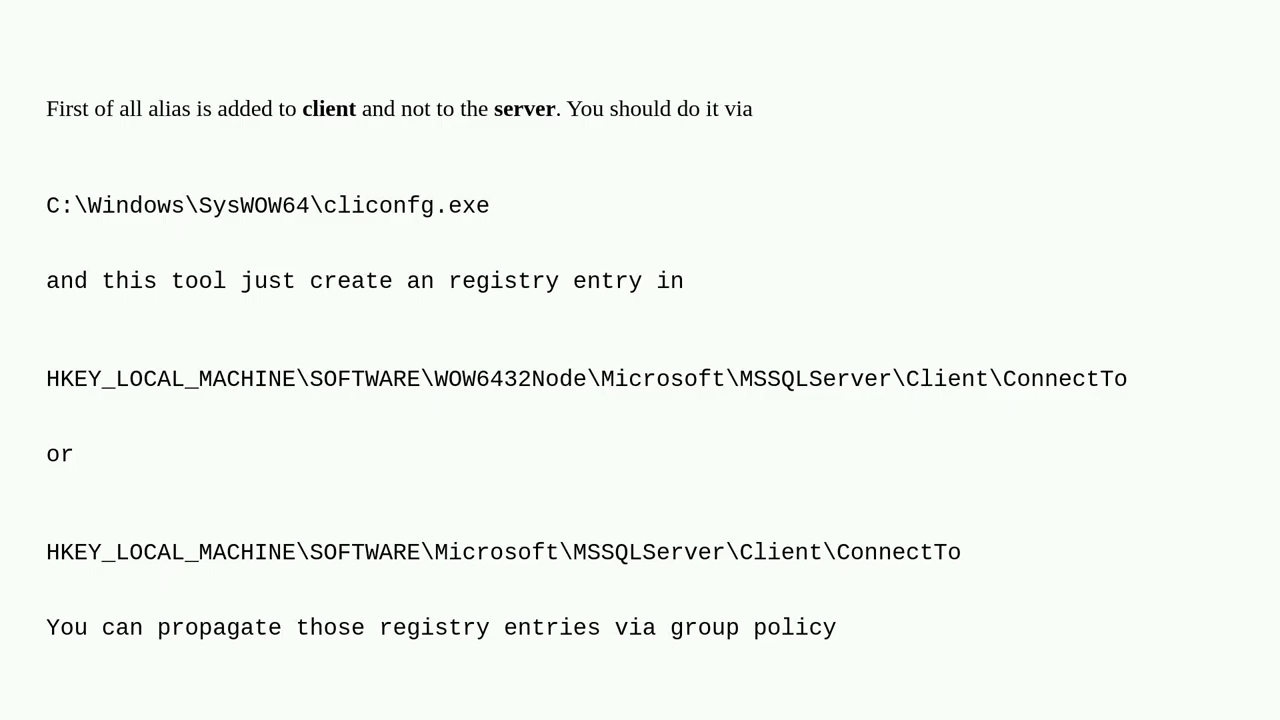 First of all alias is added to client and not to the server. You should do it via
C:\Windows\SysWOW64\cliconfg.exe
and this tool just create an registry entry in
HKEY_LOCAL_MACHINE\SOFTWARE\WOW6432Node\Microsoft\MSSQLServer\Client\ConnectTo
or
HKEY_LOCAL_MACHINE\SOFTWARE\Microsoft\MSSQLServer\Client\ConnectTo
You can propagate those registry entries via group policy